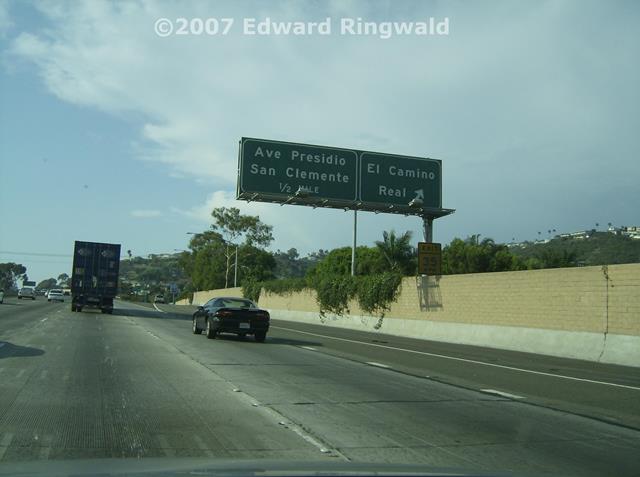 ©2007 Edward Ringwald
Ave Presidio
San Clemente
½ MILE
El Camino
Real